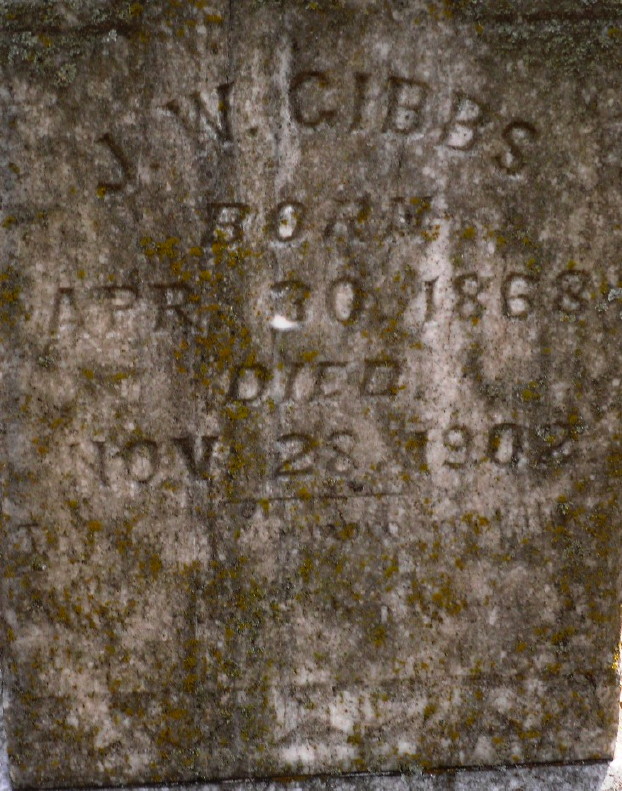 J. W. GIBBS
BORN
APR. 30, 1868
DIED
NOV. 28, 1902